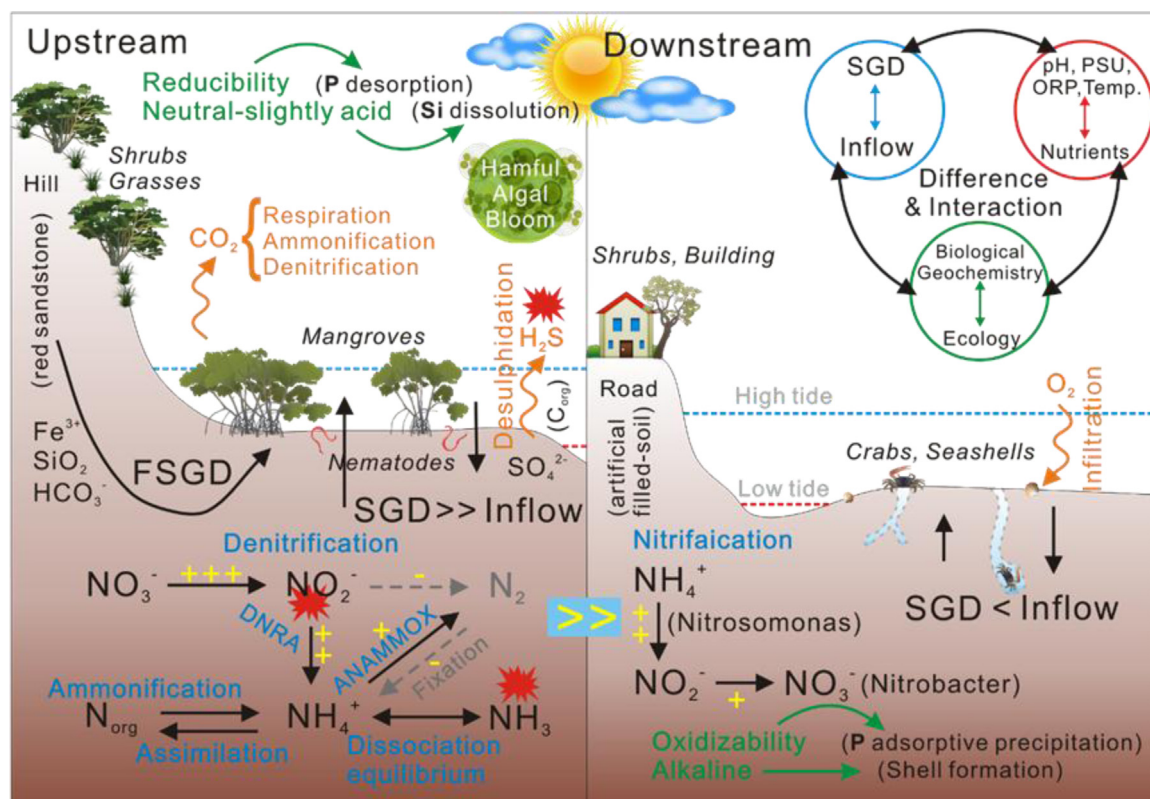 Upstream
Reducibility
Neutral-slightly acid
(P desorption)
(Si dissolution)
Hamful
Algal
Bloom
Shrubs
Grasses
Hill
(red sandstone)
CO₂
Respiration
Ammonification
Denitrification
Mangroves
Desulphidation
H₂S
(Corg)
SO₄²⁻
Nematodes
Fe³⁺
SiO₂
HCO₃⁻
FSGD
SGD >> Inflow
Denitrification
NO₃⁻
+++
NO₂⁻
-
N₂
DNRA
++
ANAMMOX
+
-
Fixation
Ammonification
Norg
Assimilation
NH₄⁺
NH₃
Dissociation
equilibrium
>>
Downstream
SGD
Inflow
pH, PSU,
ORP,Temp.
Nutrients
Difference
& Interaction
Biological
Geochemistry
Ecology
Shrubs, Building
Road
(artificial
filled-soil)
High tide
Low tide
O₂
Infiltration
Crabs, Seashells
SGD < Inflow
Nitrifaication
NH₄⁺
++
(Nitrosomonas)
NO₂⁻
+
NO₃⁻
(Nitrobacter)
Oxidizability
Alkaline
(P adsorptive precipitation)
(Shell formation)